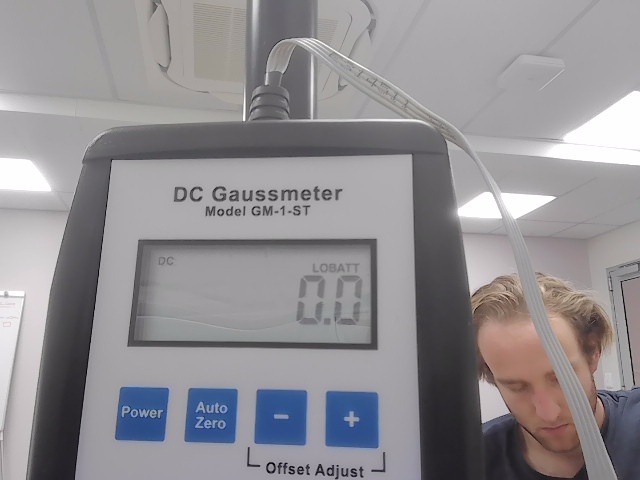 DC Gaussmeter
Model GM-1-ST
DC
LOBATT
0.0
Power
Auto
Zero
-
+
Offset Adjust